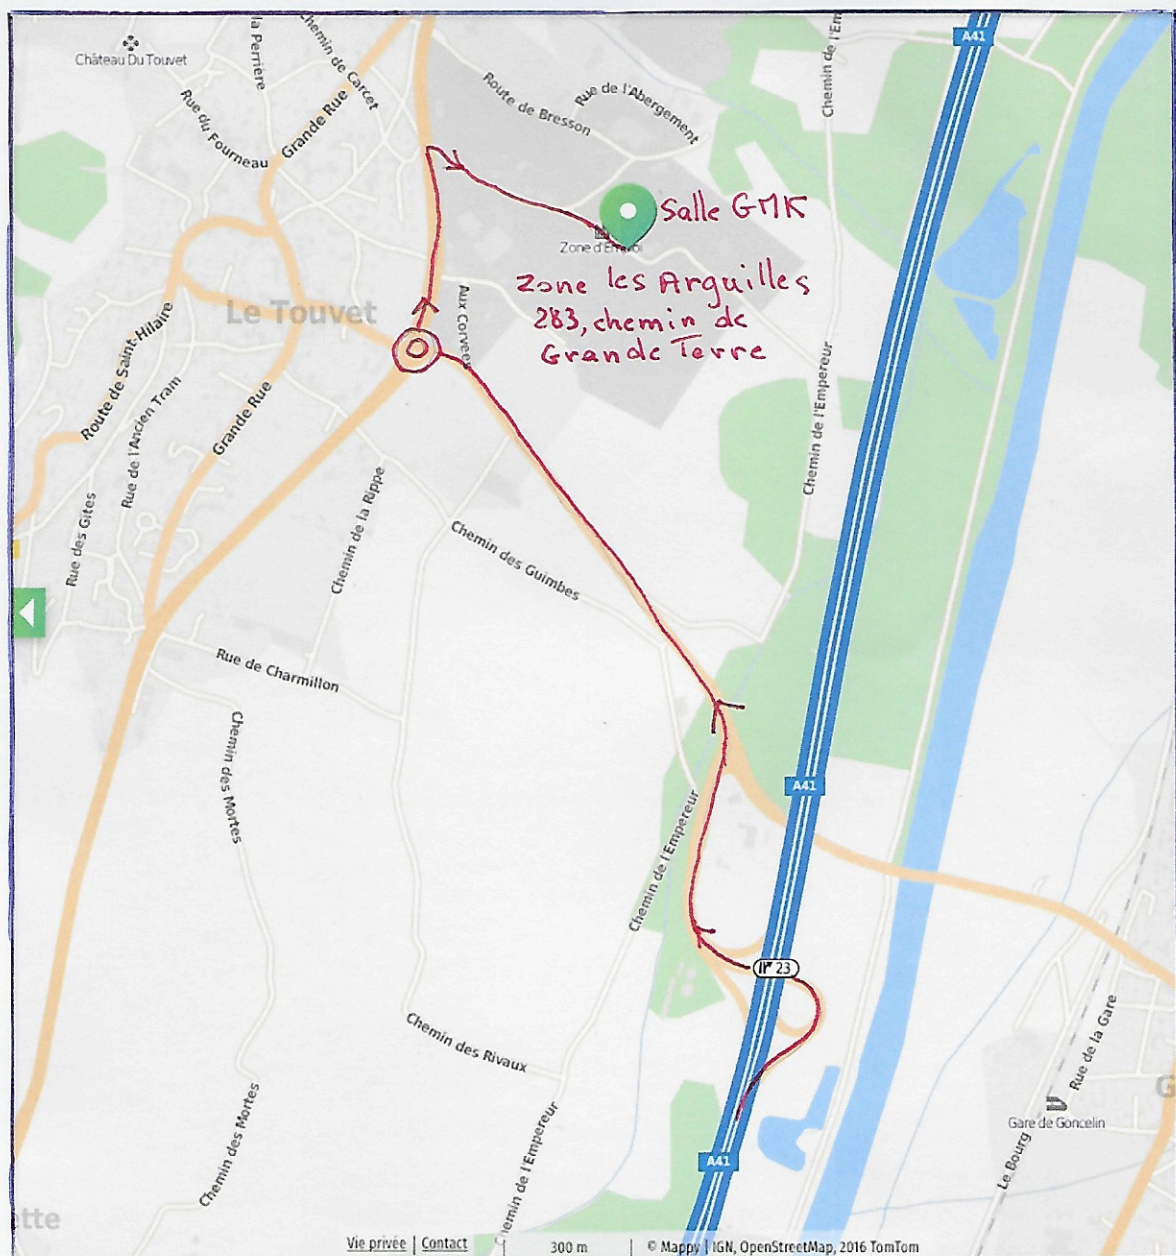 A41
Château Du Touvet
la Perrière
Chemin de Carcet
Chemin de l'Em
Route de Bresson
Rue de l'Abergement
Rue du Fourneau
Grande Rue
Salle GMK
Zone d'Emploi
Zone les Arguilles
283, chemin de
Grande Terre
Le Touvet
Aux Corvees
Route de Saint-Hilaire
Rue de l'Ancien Tram
Grande Rue
Chemin de l'Empereur
Rue des Gites
Chemin de la Rippe
Chemin des Guimbes
Rue de Charmillon
Chemin des Mortes
A41
Chemin de l'Empereur
23
Chemin des Rivaux
Rue de la Gare
G
Gare de Goncelin
Chemin des Mortes
Chemin de l'Empereur
A41
Le Bourg
ette
Vie privée | Contact
300 m
© Mappy | IGN, OpenStreetMap, 2016 TomTom